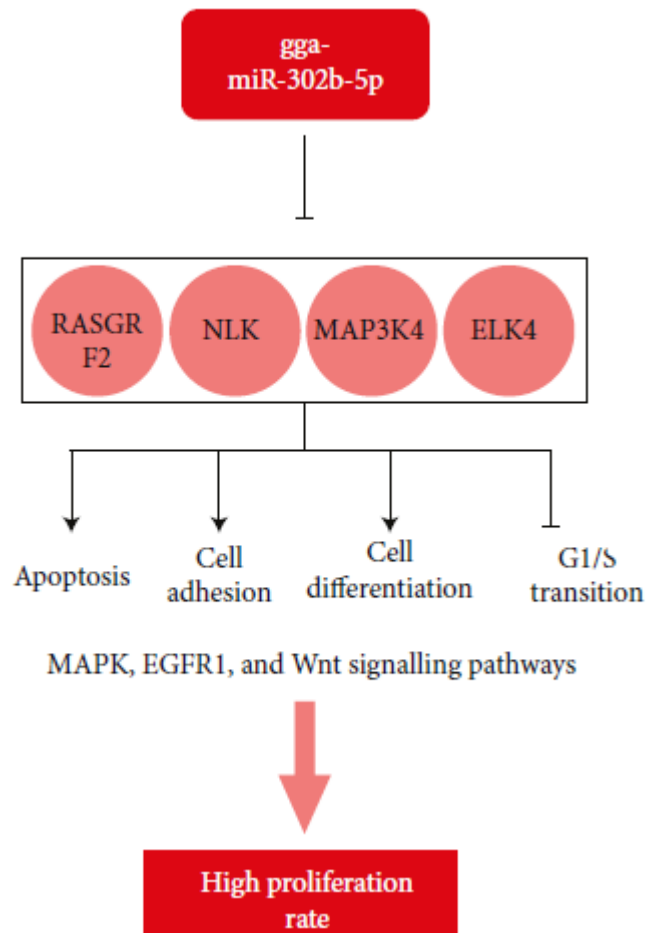 gga-
miR-302b-5p
RASGR
F2
NLK
MAP3K4
ELK4
Apoptosis
Cell
adhesion
Cell
differentiation
G1/S
transition
MAPK, EGFR1, and Wnt signalling pathways
High proliferation
rate